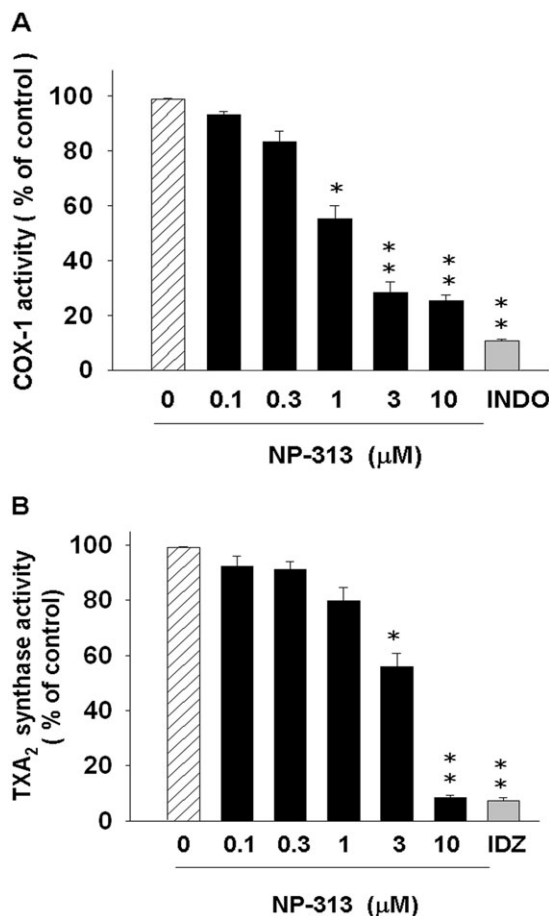 A
COX-1 activity ( % of control )
100
80
60
40
20
0
*
* *
* *
* *
0 0.1 0.3 1 3 10 INDO
NP-313 (μM)
B
TXA₂ synthase activity
( % of control)
100
80
60
40
20
0
*
* *
* *
0 0.1 0.3 1 3 10 IDZ
NP-313 (μM)